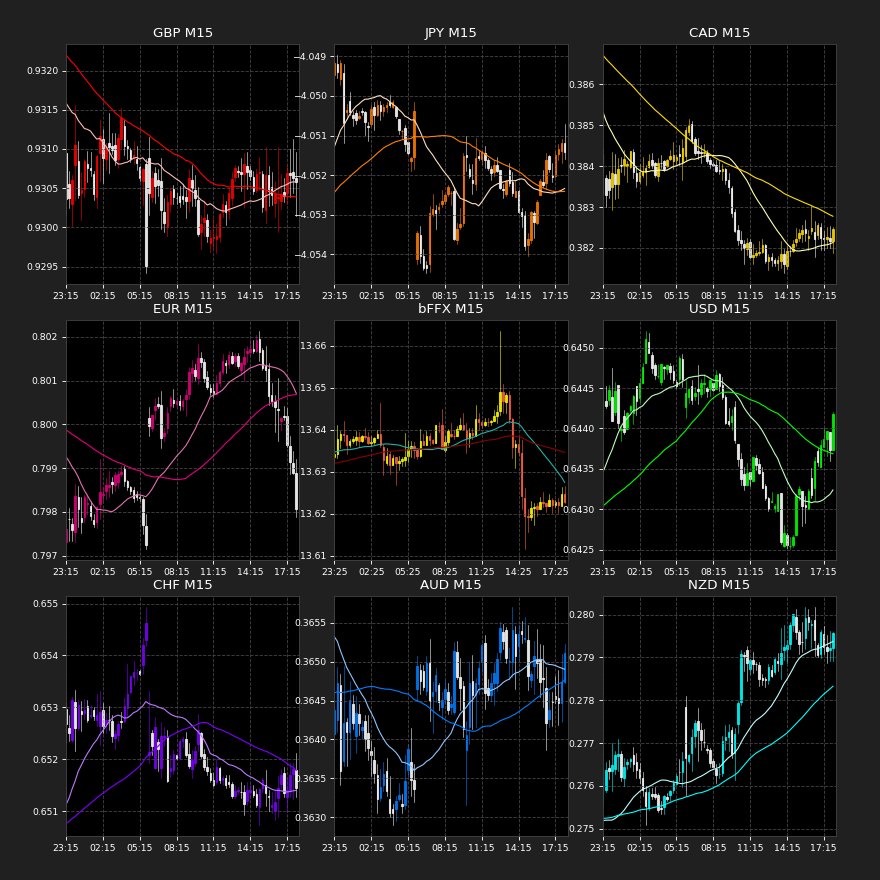 GBP M15
JPY M15
CAD M15
0.9320
0.9315
0.9310
0.9305
0.9300
0.9295
−4.049
−4.050
−4.051
−4.052
−4.053
−4.054
0.386
0.385
0.384
0.383
0.382
23:15 02:15 05:15 08:15 11:15 14:15 17:15
23:15 02:15 05:15 08:15 11:15 14:15 17:15
23:15 02:15 05:15 08:15 11:15 14:15 17:15
EUR M15
bFFX M15
USD M15
0.802
0.801
0.800
0.799
0.798
0.797
13.66
13.65
13.64
13.63
13.62
13.61
0.6450
0.6445
0.6440
0.6435
0.6430
0.6425
23:15 02:15 05:15 08:15 11:15 14:15 17:15
23:25 02:25 05:25 08:25 11:25 14:25 17:25
23:15 02:15 05:15 08:15 11:15 14:15 17:15
CHF M15
AUD M15
NZD M15
0.655
0.654
0.653
0.652
0.651
0.3655
0.3650
0.3645
0.3640
0.3635
0.3630
0.280
0.279
0.278
0.277
0.276
0.275
23:15 02:15 05:15 08:15 11:15 14:15 17:15
23:15 02:15 05:15 08:15 11:15 14:15 17:15
23:15 02:15 05:15 08:15 11:15 14:15 17:15